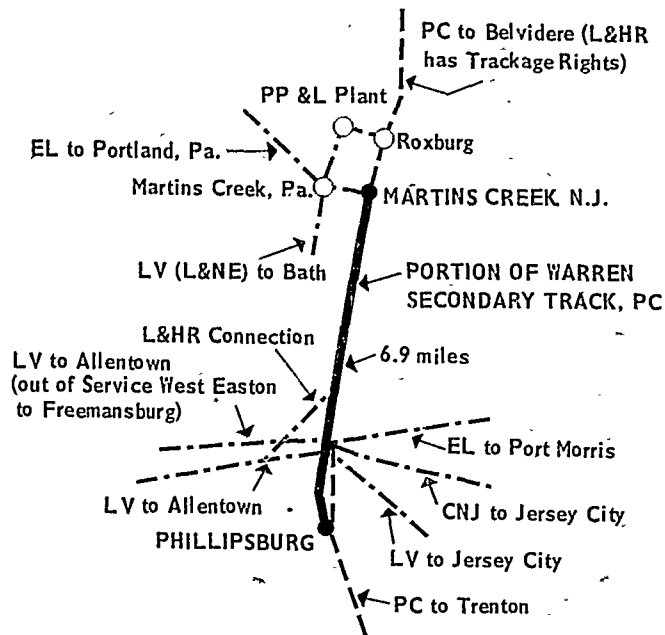 PC to Belvidere (L&HR
has Trackage Rights)
PP &L Plant
EL to Portland, Pa.
Roxburg
Martins Creek, Pa.
MARTINS CREEK, N.J.
LV (L&NE) to Bath
PORTION OF WARREN
SECONDARY TRACK, PC
L&HR Connection
6.9 miles
LV to Allentown
(out of Service West Easton
to Freemansburg)
EL to Port Morris
LV to Allentown
CNJ to Jersey City
PHILLIPSBURG
LV to Jersey City
PC to Trenton